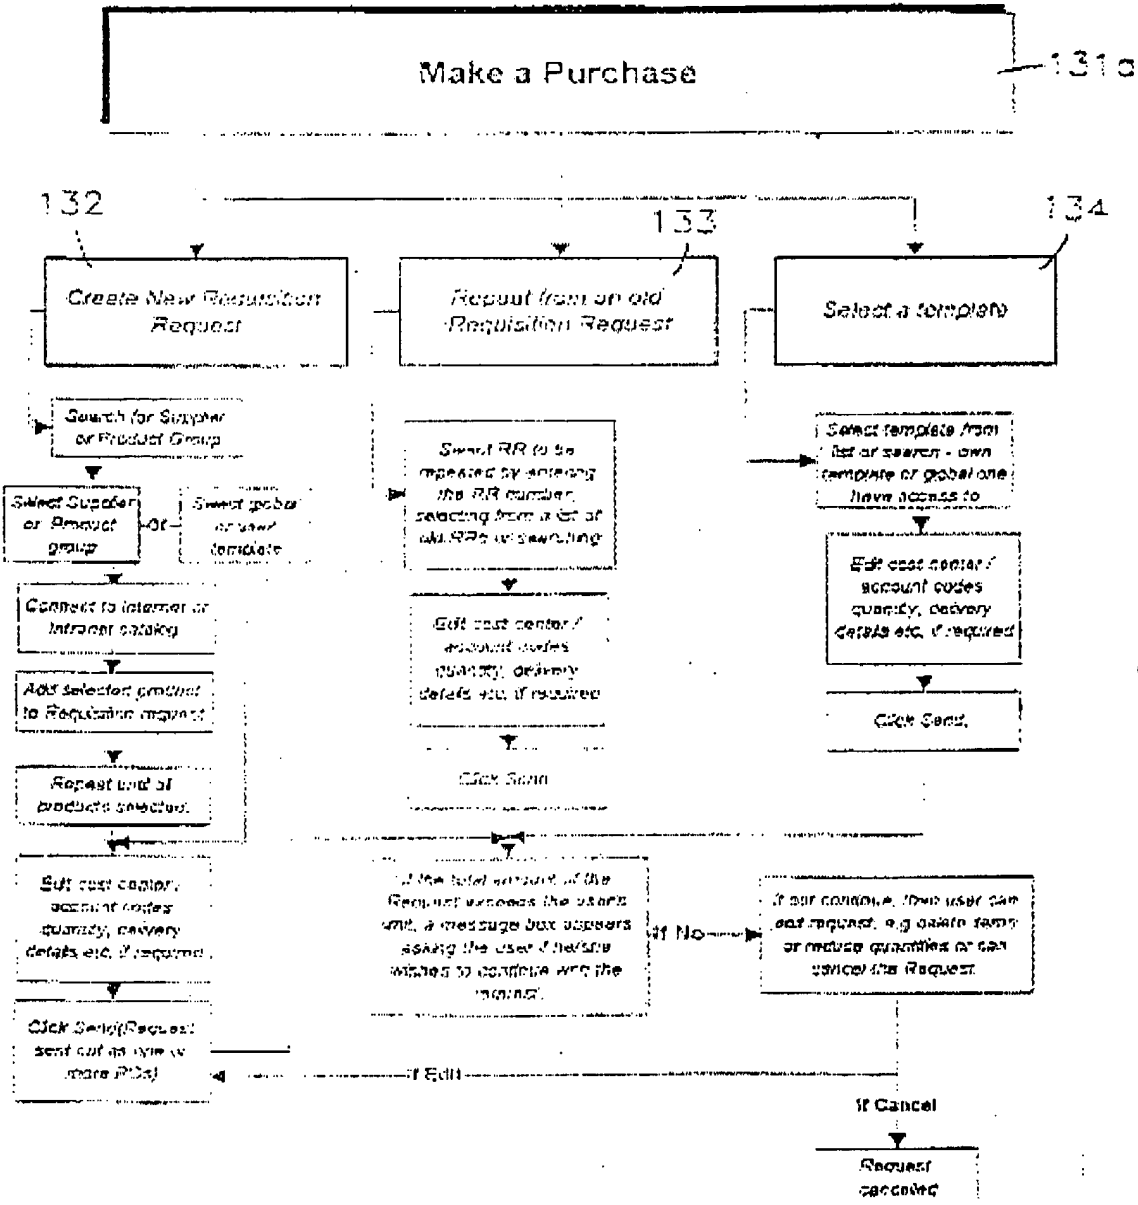 Make a Purchase
131a
132
133
134
Create New Requisition
Request
Repeat from an old
Requisition Request
Select a template
Search for Supplier
or Product Group
Select Supplier
or Product
group
or
Select global
or user
template
Connect to Internet or
Intranet catalog
Add selected product
to Requisition request
Repeat until all
products selected.
Edit cost center /
account codes
quantity, delivery
details etc, if required
Click Send(Request
sent out as one or
more POs)
Select RR to be
repeated by entering
the RR number,
selecting from a list of
old RRs or searching
Edit cost center /
account codes
quantity, delivery
details etc, if required
Click Send
Select template from
list or search - own
template or global one
have access to
Edit cost center /
account codes
quantity, delivery
details etc, if required
Click Send.
If the total amount of the
Request exceeds the user's
limit, a message box appears
asking the user if he/she
wishes to continue with the
If No
If not continue, then user can
edit request, e.g delete items
or reduce quantities or can
cancel the Request
If Edit
If Cancel
Request
cancelled